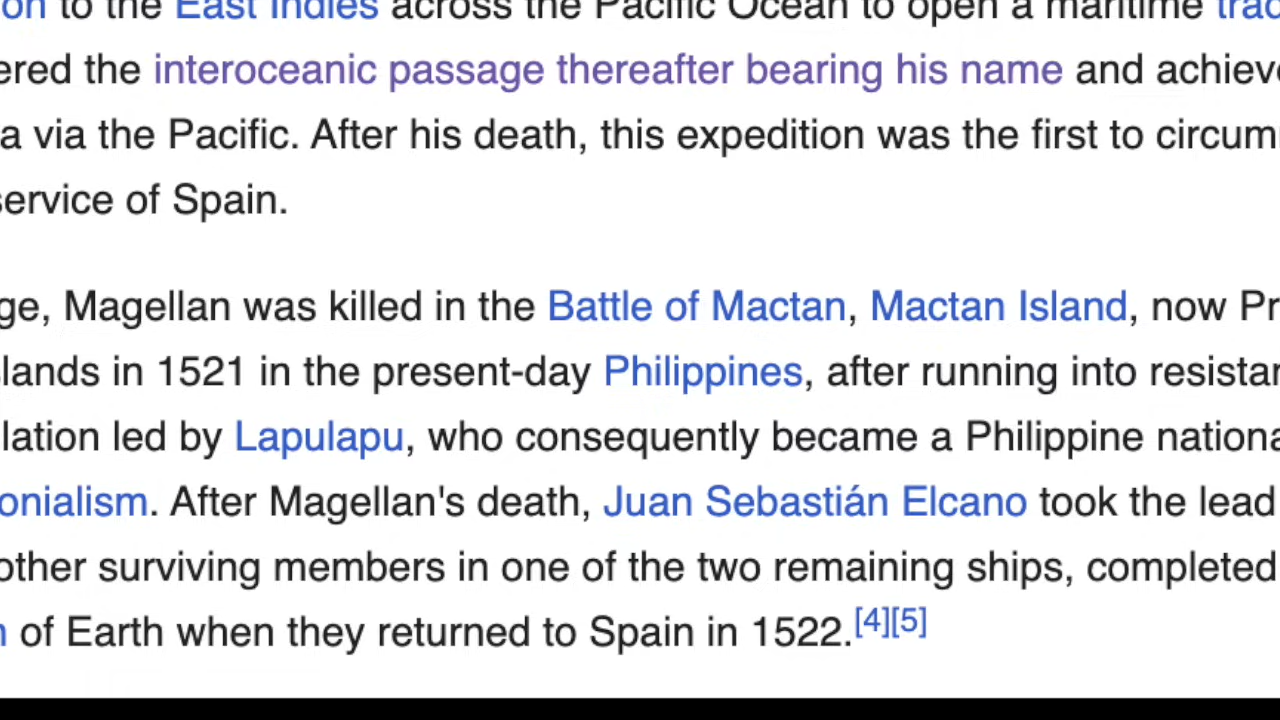 on to the East Indies across the Pacific Ocean to open a maritime trad
ered the interoceanic passage thereafter bearing his name and achieve
a via the Pacific. After his death, this expedition was the first to circum
service of Spain.
ge, Magellan was killed in the Battle of Mactan, Mactan Island, now Pr
slands in 1521 in the present-day Philippines, after running into resistan
lation led by Lapulapu, who consequently became a Philippine nationa
onialism. After Magellan's death, Juan Sebastián Elcano took the lead
other surviving members in one of the two remaining ships, completed
n of Earth when they returned to Spain in 1522.[4][5]